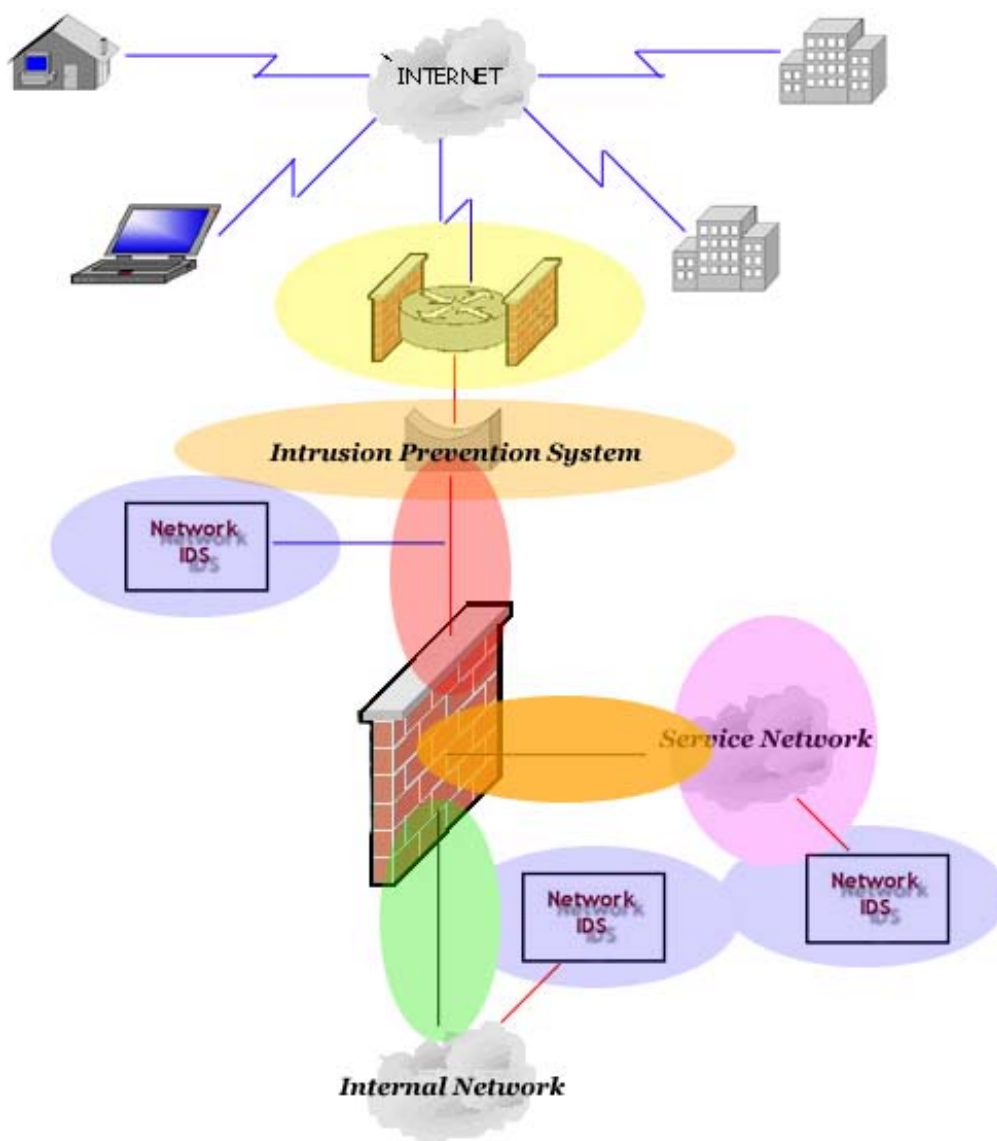 INTERNET
Intrusion Prevention System
Network
IDS
Service Network
Network
IDS
Network
IDS
Internal Network